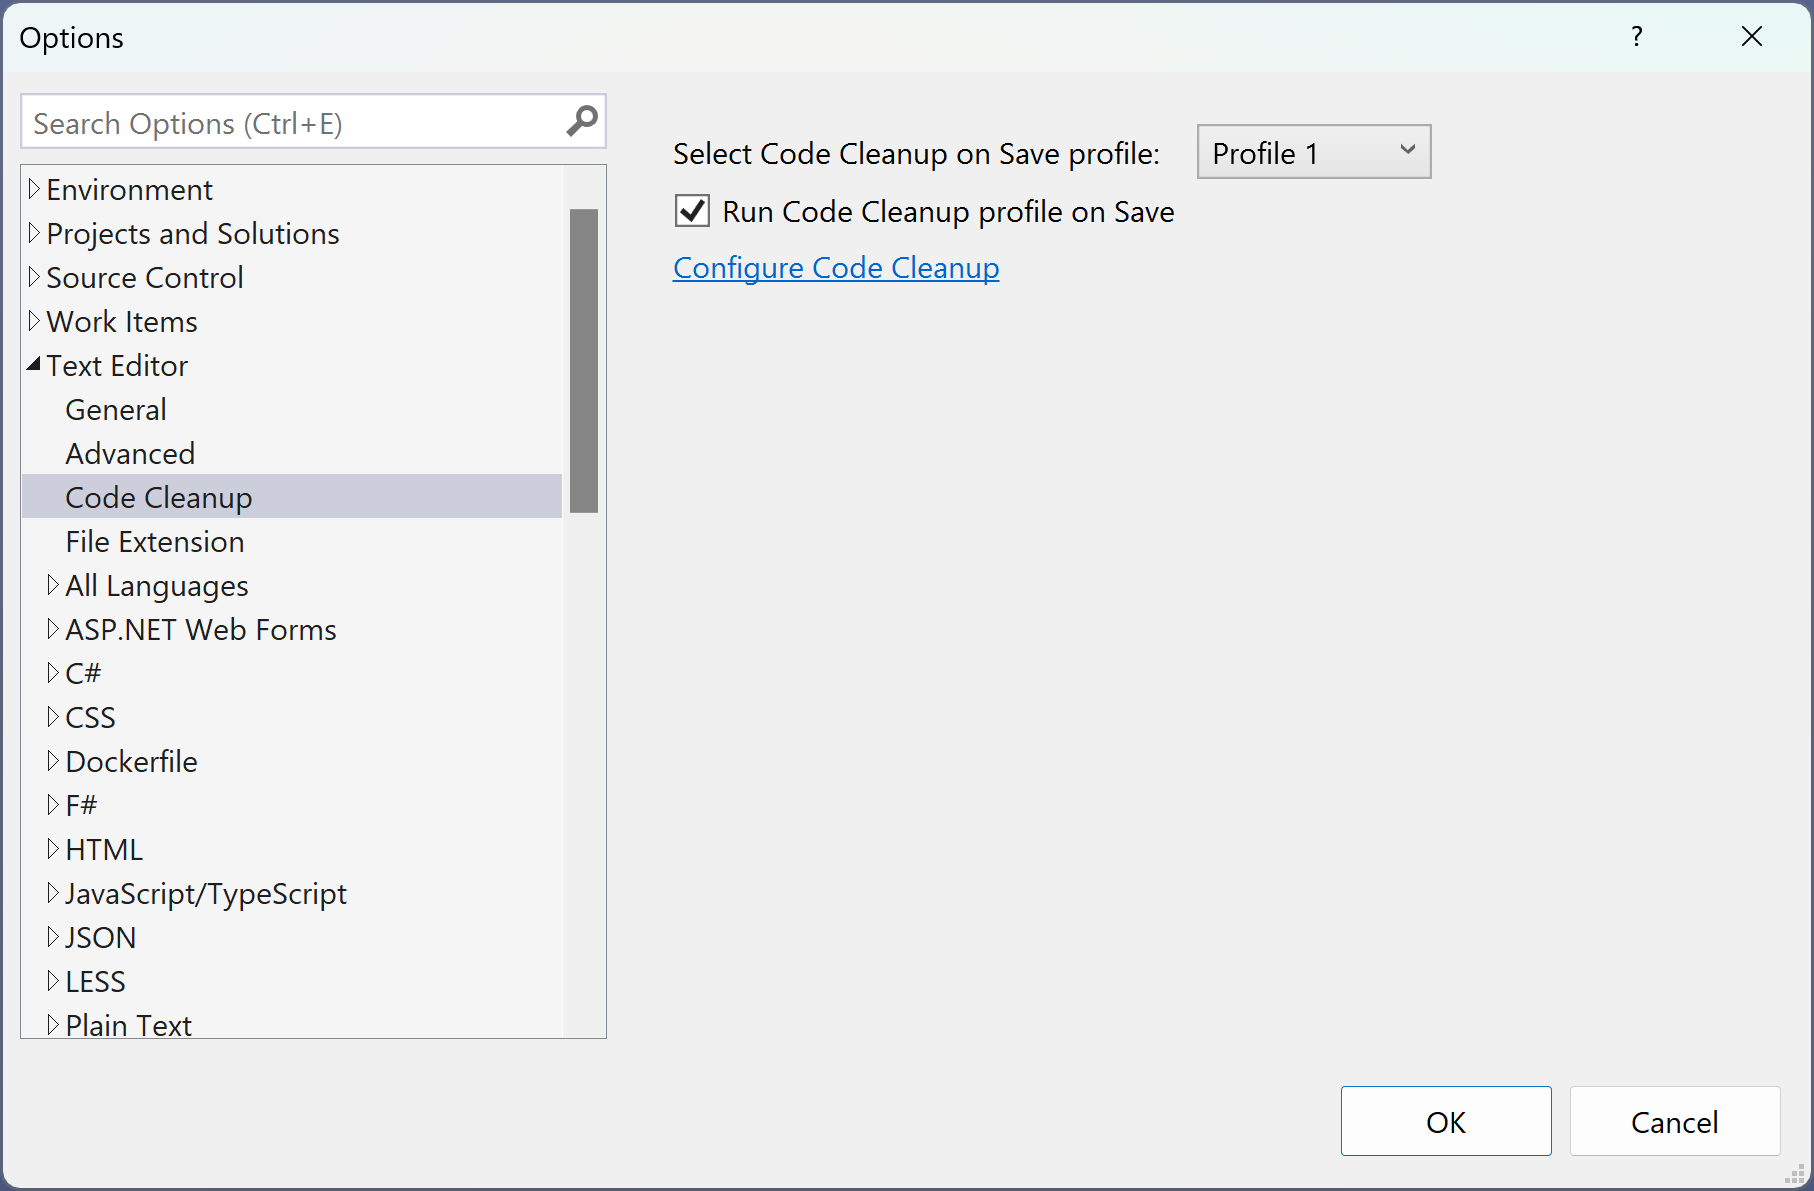 Options
?
Search Options (Ctrl+E)
Environment
Projects and Solutions
Source Control
Work Items
Text Editor
General
Advanced
Code Cleanup
File Extension
All Languages
ASP.NET Web Forms
C#
CSS
Dockerfile
F#
HTML
JavaScript/TypeScript
JSON
LESS
Plain Text
Select Code Cleanup on Save profile: Profile 1
Run Code Cleanup profile on Save
Configure Code Cleanup
OK Cancel